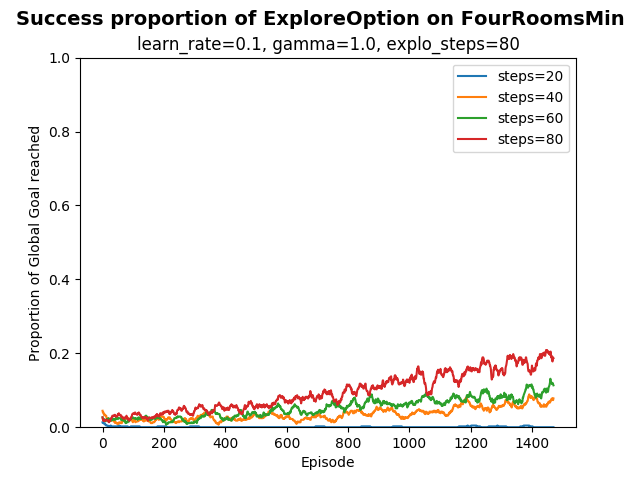 Success proportion of ExploreOption on FourRoomsMin
learn_rate=0.1, gamma=1.0, explo_steps=80
steps=20
steps=40
steps=60
steps=80
Proportion of Global Goal reached
1.0
0.8
0.6
0.4
0.2
0.0
0 200 400 600 800 1000 1200 1400
Episode